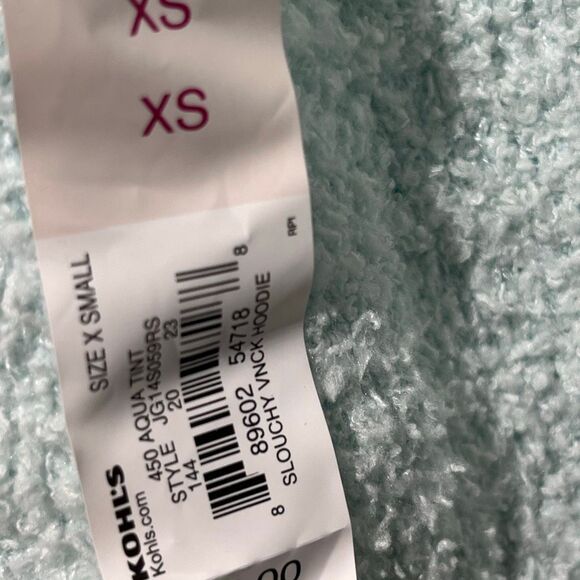 XS
XS
SIZE X SMALL
KOHL'S
Kohls.com
450 AQUA TINT
STYLE JG14S059RS
144 20 23
8 89602 54718 8
SLOUCHY VNCK HOODIE
RPI